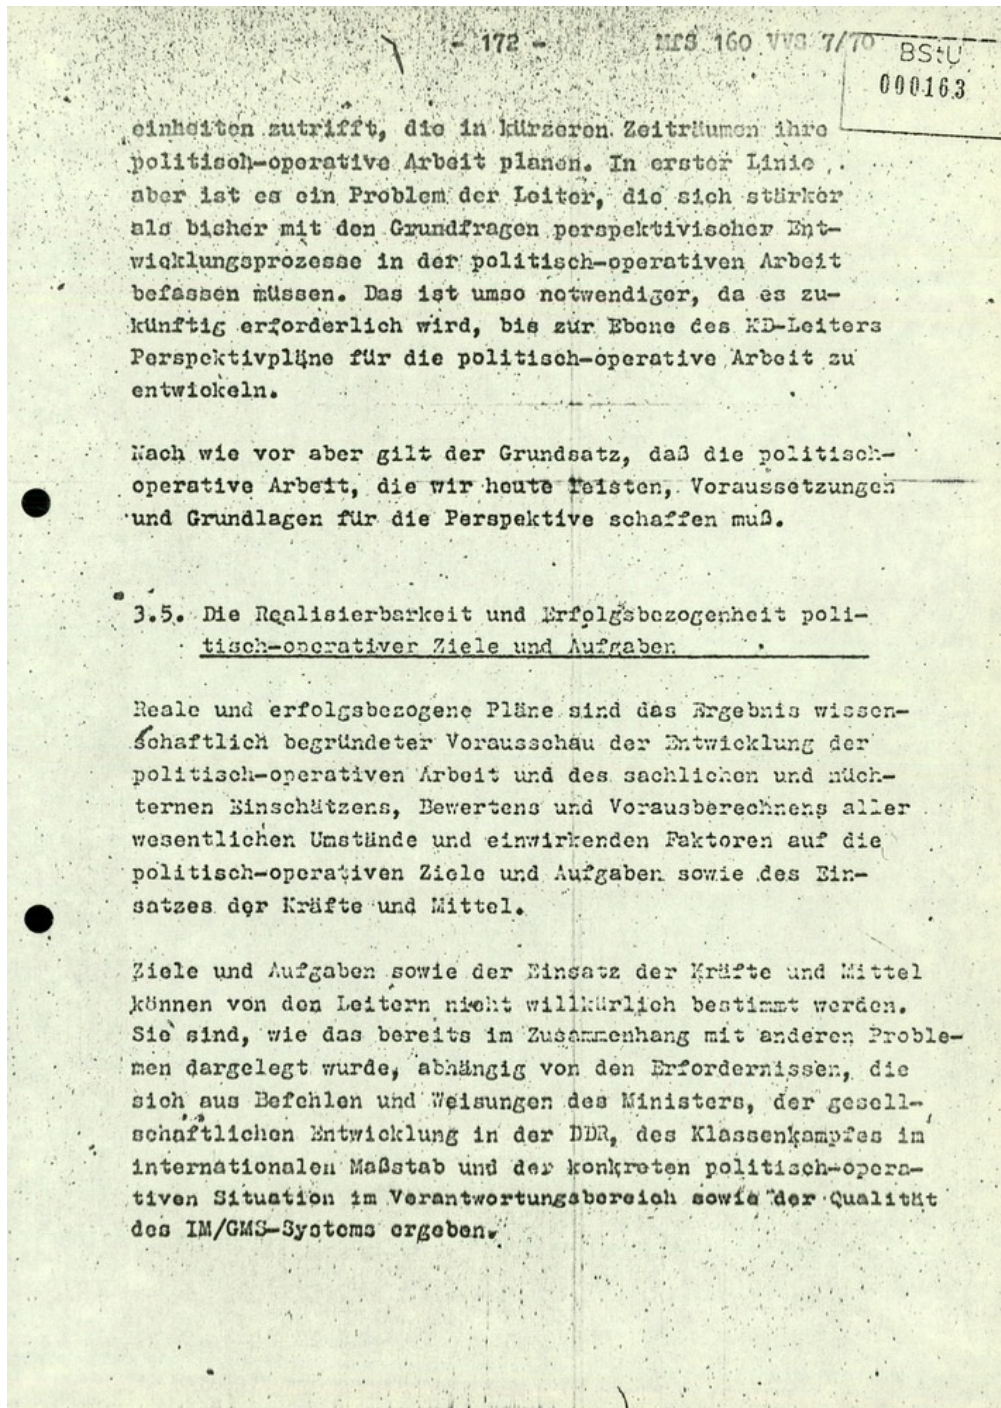 - 172 -
MfS 160 VVS 7/70
BStU
000163
einheiten zutrifft, die in kürzeren Zeiträumen ihre
politisch-operative Arbeit planen. In erster Linie
aber ist es ein Problem der Leiter, die sich stärker
als bisher mit den Grundfragen perspektivischer Ent-
wicklungsprozesse in der politisch-operativen Arbeit
befassen müssen. Das ist umso notwendiger, da es zu-
künftig erforderlich wird, bis zur Ebene des KD-Leiters
Perspektivpläne für die politisch-operative Arbeit zu
entwickeln.
Nach wie vor aber gilt der Grundsatz, daß die politisch-
operative Arbeit, die wir heute leisten, Voraussetzungen
und Grundlagen für die Perspektive schaffen muß.
3.5. Die Realisierbarkeit und Erfolgsbezogenheit poli-
tisch-operativer Ziele und Aufgaben
Reale und erfolgsbezogene Pläne sind das Ergebnis wissen-
schaftlich begründeter Vorausschau der Entwicklung der
politisch-operativen Arbeit und des sachlichen und nüch-
ternen Einschätzens, Bewertens und Vorausberechnens aller
wesentlichen Umstände und einwirkenden Faktoren auf die
politisch-operativen Ziele und Aufgaben sowie des Ein-
satzes der Kräfte und Mittel.
Ziele und Aufgaben sowie der Einsatz der Kräfte und Mittel
können von den Leitern nicht willkürlich bestimmt werden.
Sie sind, wie das bereits im Zusammenhang mit anderen Proble-
men dargelegt wurde, abhängig von den Erfordernissen, die
sich aus Befehlen und Weisungen des Ministers, der gesell-
schaftlichen Entwicklung in der DDR, des Klassenkampfes im
internationalen Maßstab und der konkreten politisch-opera-
tiven Situation im Verantwortungsbereich sowie der Qualität
des IM/GMS-Systems ergeben.